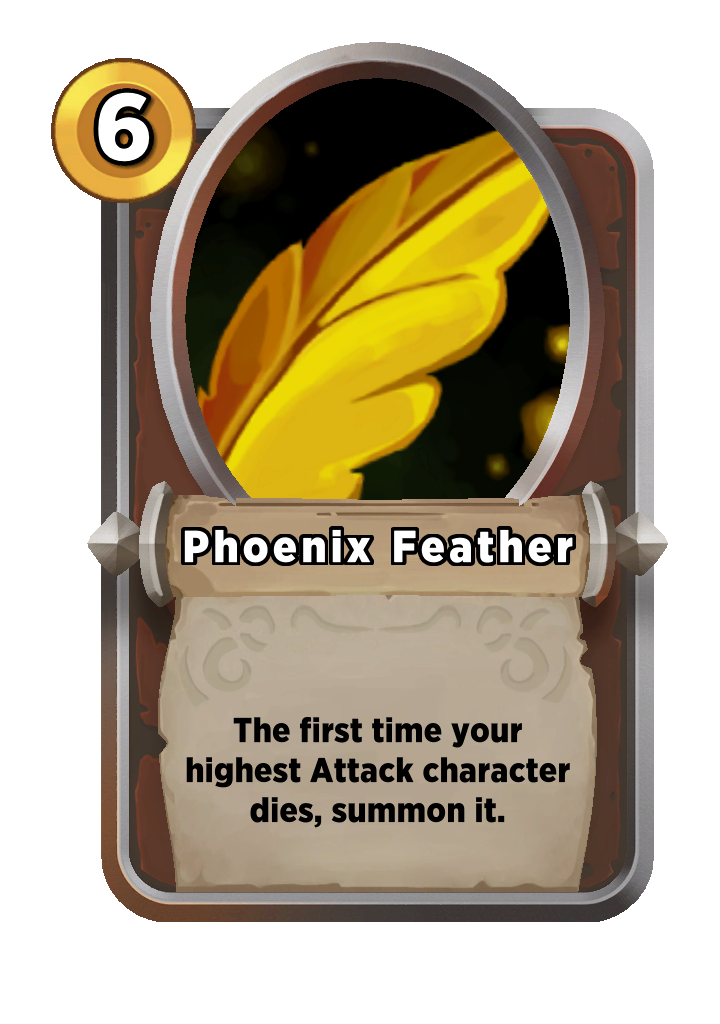 6
Phoenix Feather
The first time your
highest Attack character
dies, summon it.